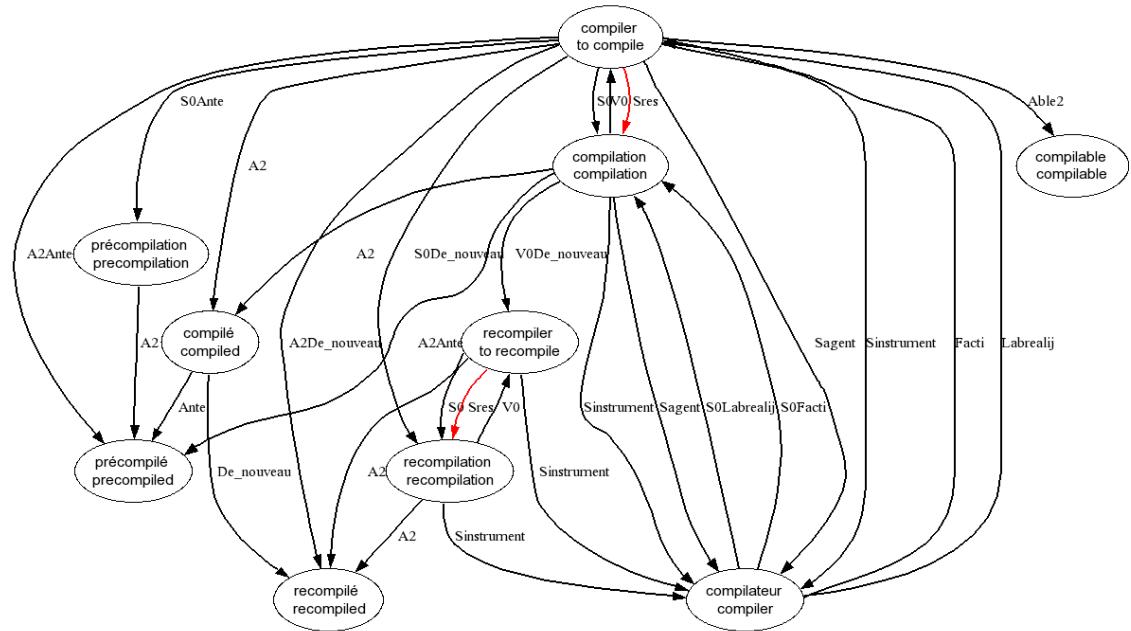 compiler
to compile
S0Ante
S0
V0
Sres
Able2
A2
compilation
compilation
compilable
compilable
précompilation
precompilation
A2Ante
A2
S0De_nouveau
V0De_nouveau
compilé
compiled
recompiler
to recompile
A2
A2De_nouveau
A2Ante
Sagent
Sinstrument
Facti
Labrealij
Ante
S0
Sres
V0
Sinstrument
Sagent
S0Labrealij
S0Facti
précompilé
precompiled
De_nouveau
A2
recompilation
recompilation
Sinstrument
A2
Sinstrument
recompilé
recompiled
compilateur
compiler